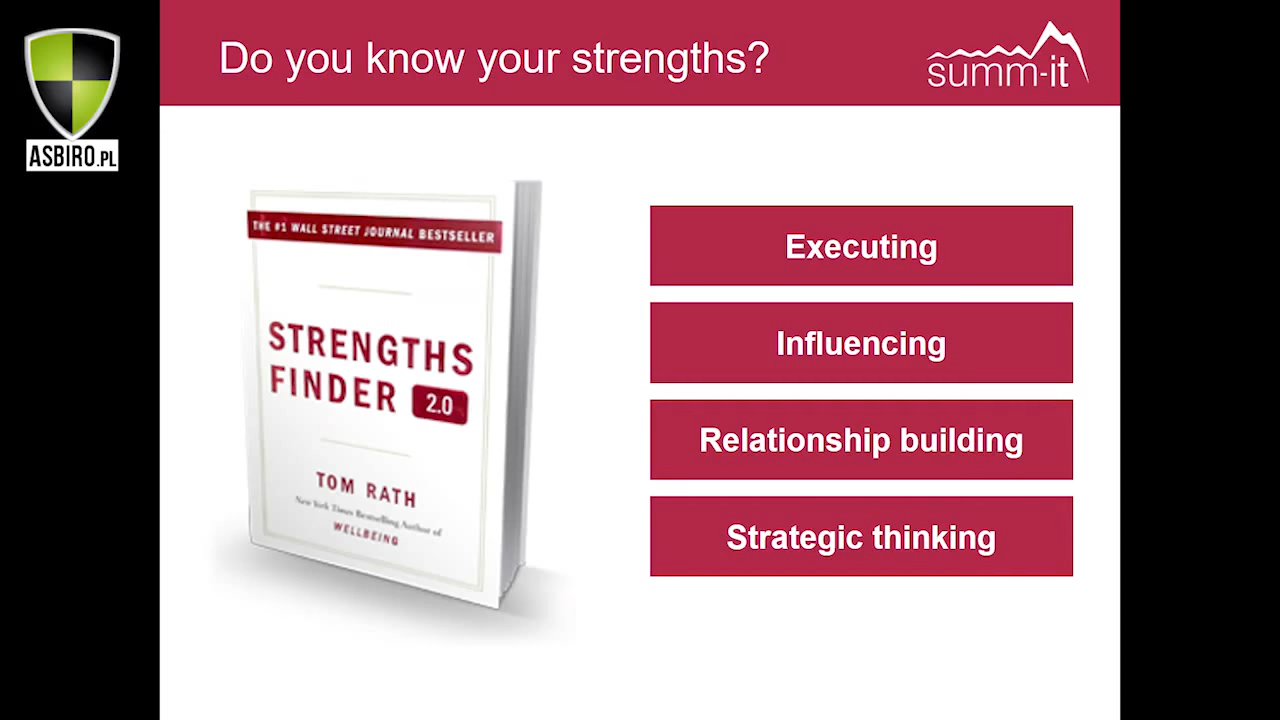 ASBIRO.PL
Do you know your strengths?
summ-it
THE #1 WALL STREET JOURNAL BESTSELLER
STRENGTHS
FINDER 2.0
TOM RATH
New York Times Bestselling Author of
WELLBEING
Executing
Influencing
Relationship building
Strategic thinking